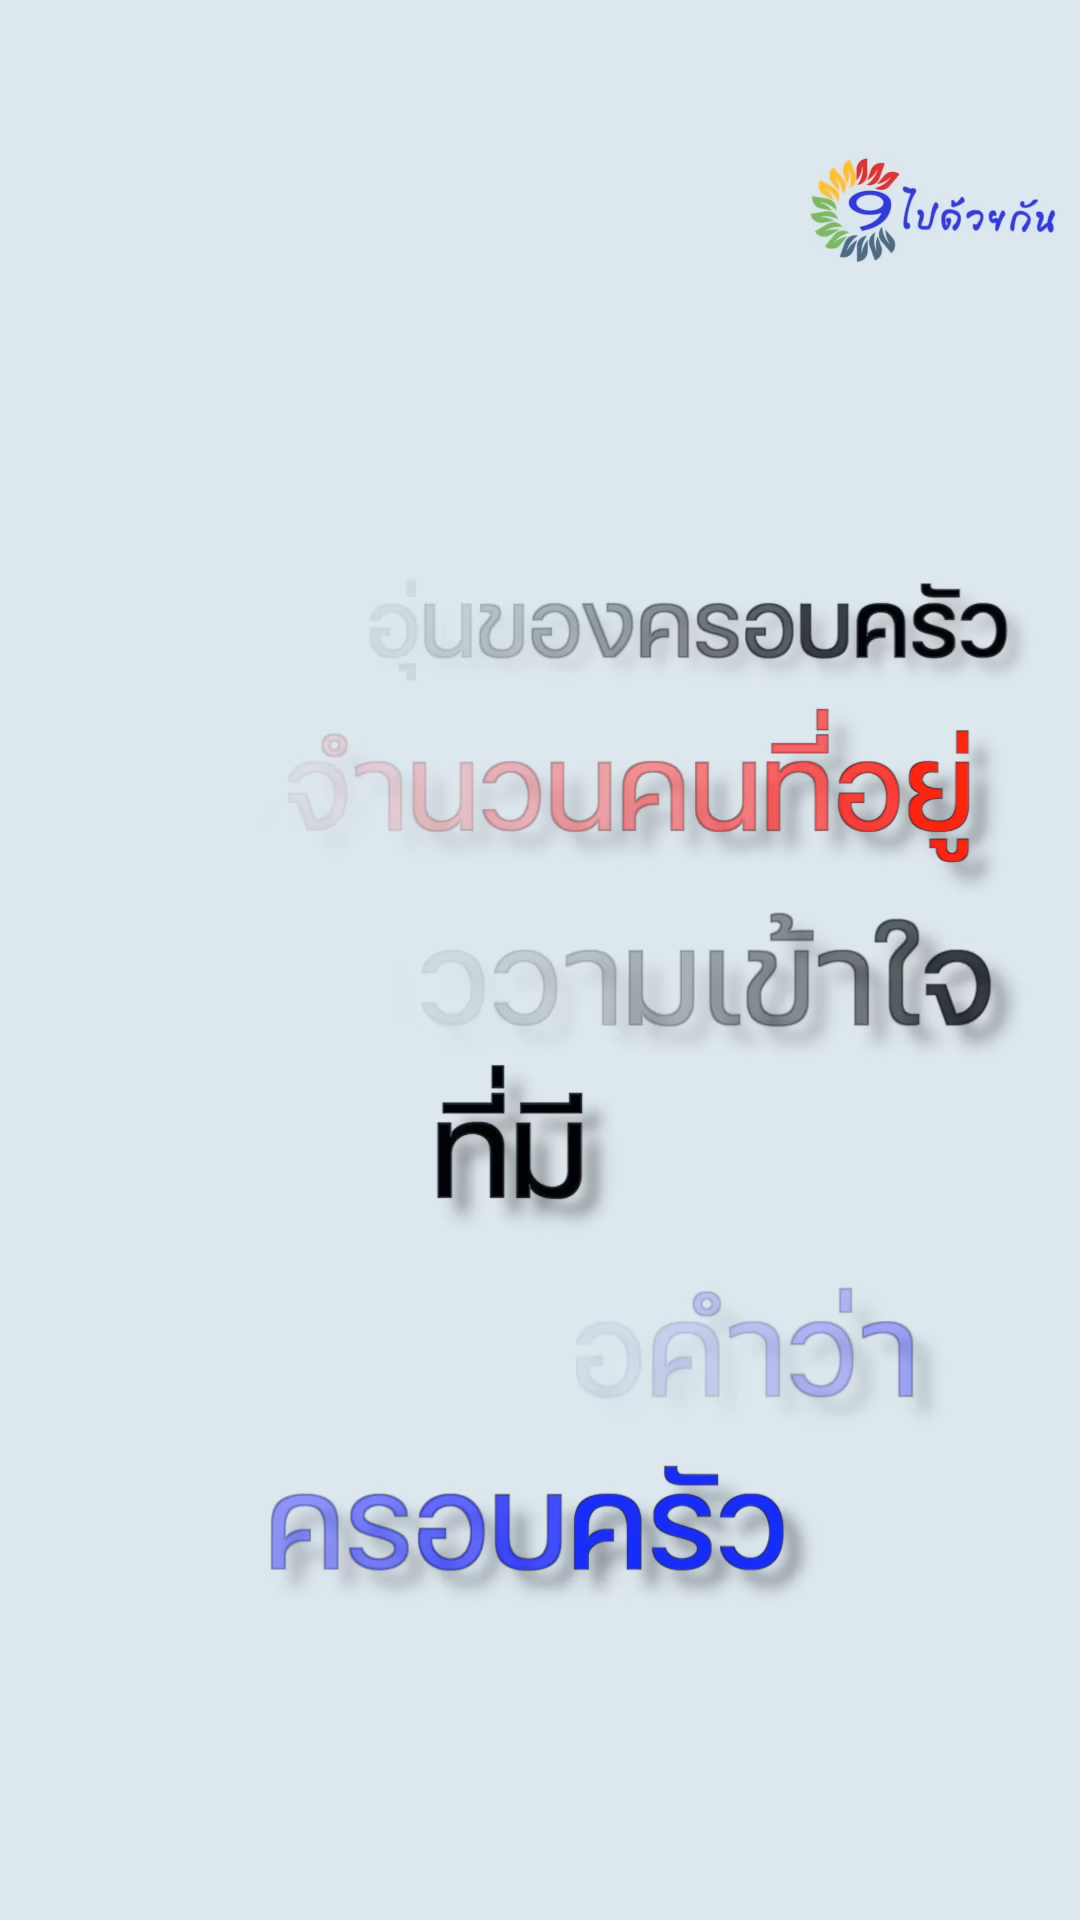 9 ไปด้วยกัน
อุ่นของครอบครัว
จำนวนคนที่อยู่
ววามเข้าใจ
ที่มี
อคำว่า
ครอบครัว